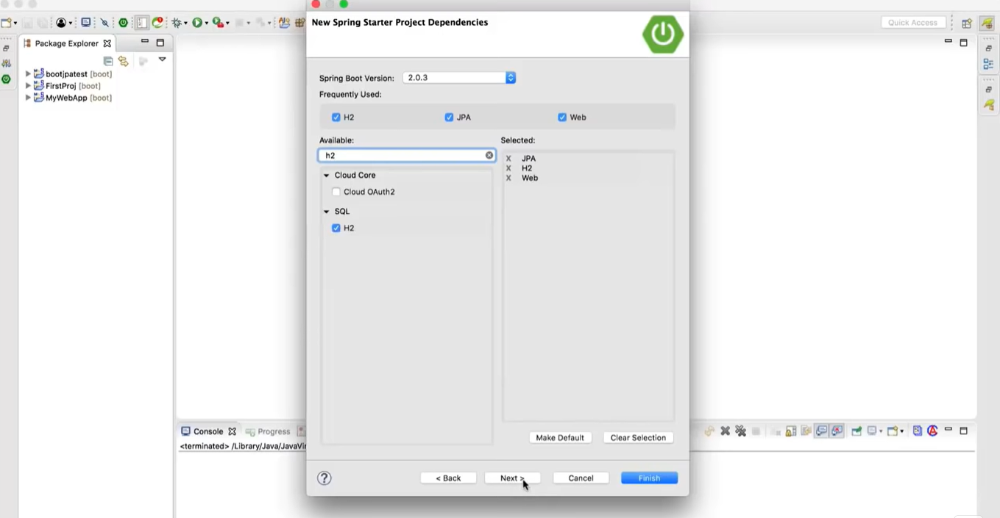 New Spring Starter Project Dependencies
Quick Access
Package Explorer
bootjpatest [boot]
FirstProj [boot]
MyWebApp [boot]
Spring Boot Version: 2.0.3
Frequently Used:
H2 JPA Web
Available: Selected:
h2
X JPA
X H2
X Web
Cloud Core
Cloud OAuth2
SQL
H2
Make Default Clear Selection
Console Progress
<terminated> /Library/Java/JavaVir
? < Back Next > Cancel Finish